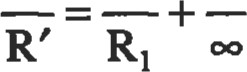 R′ = R₁ + ∞